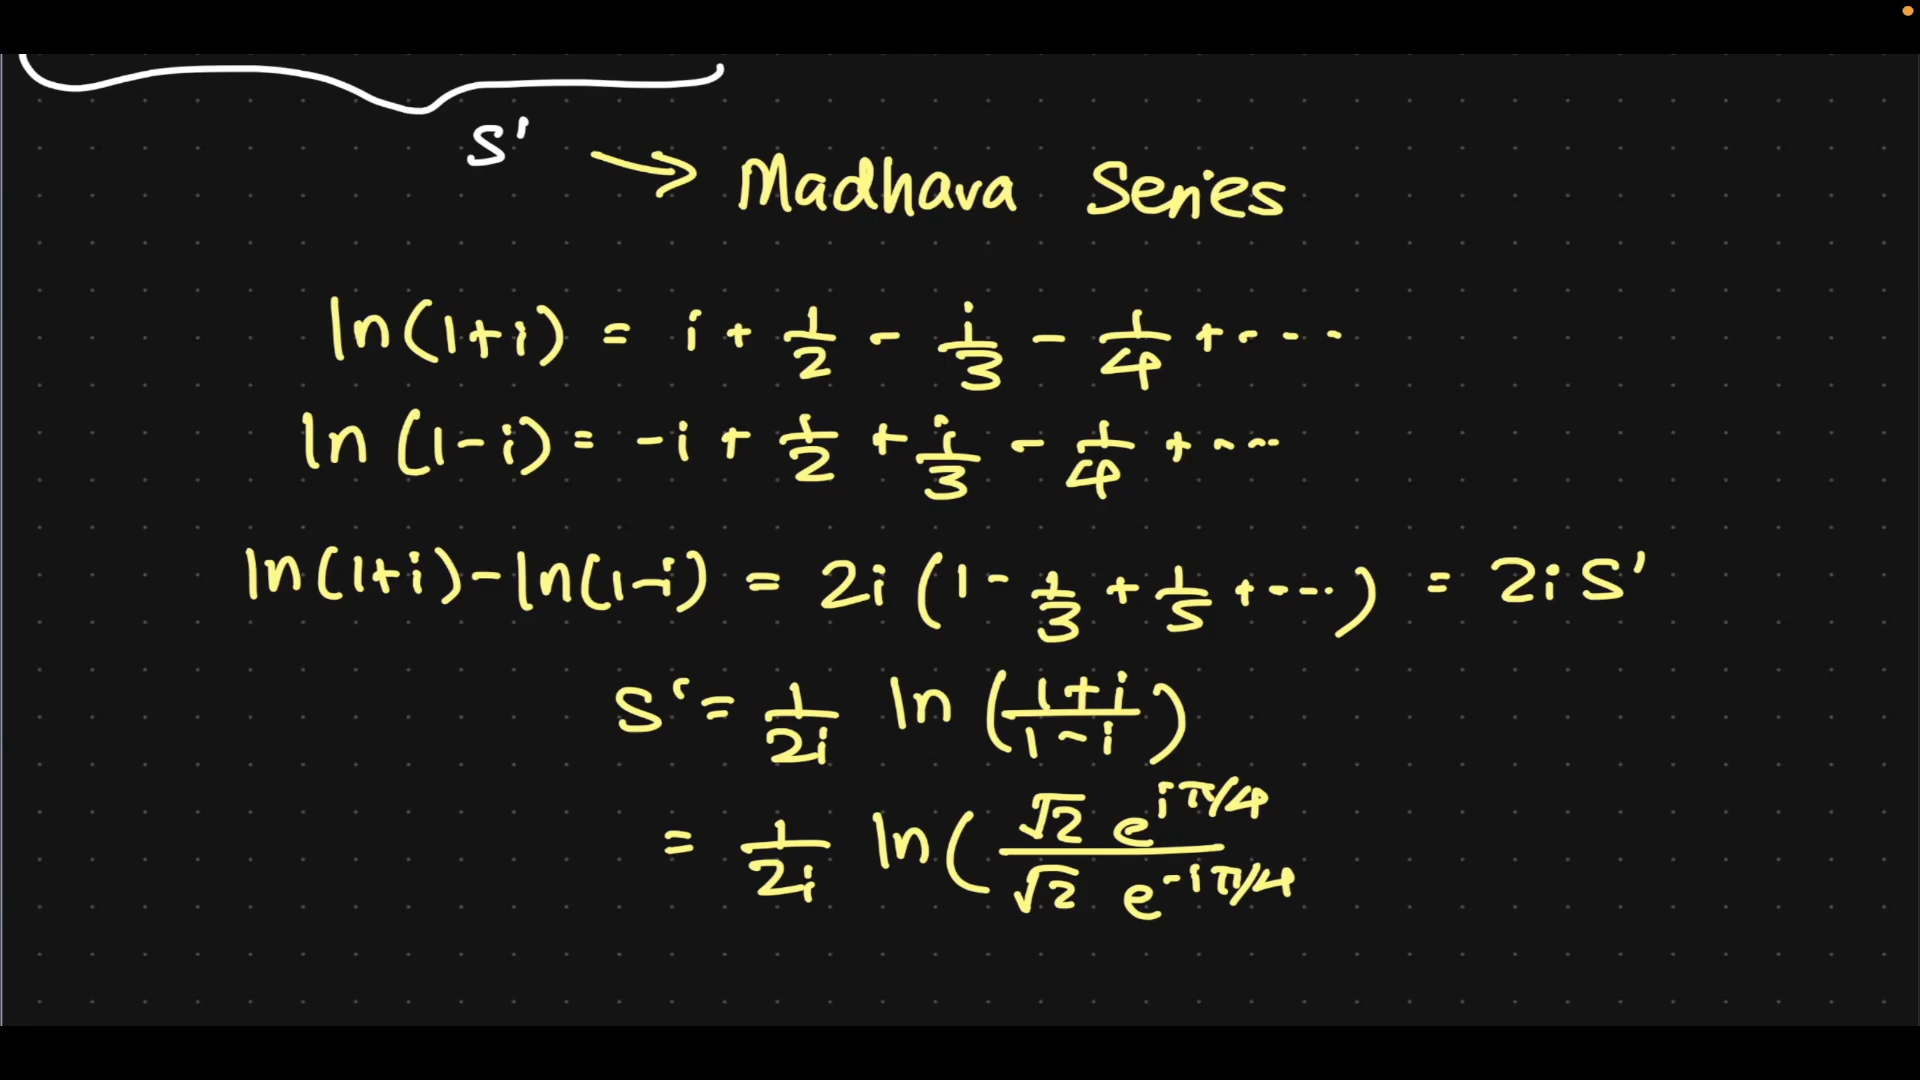 S' → Madhava Series
ln(1+i) = i + 1/2 - i/3 - 1/4 + ....
ln(1-i) = -i + 1/2 + i/3 - 1/4 + ....
ln(1+i) - ln(1-i) = 2i (1 - 1/3 + 1/5 + ....) = 2i S'
S' = 1/2i ln(1+i/1-i)
= 1/2i ln(√2 e^iπ/4 / √2 e^-iπ/4